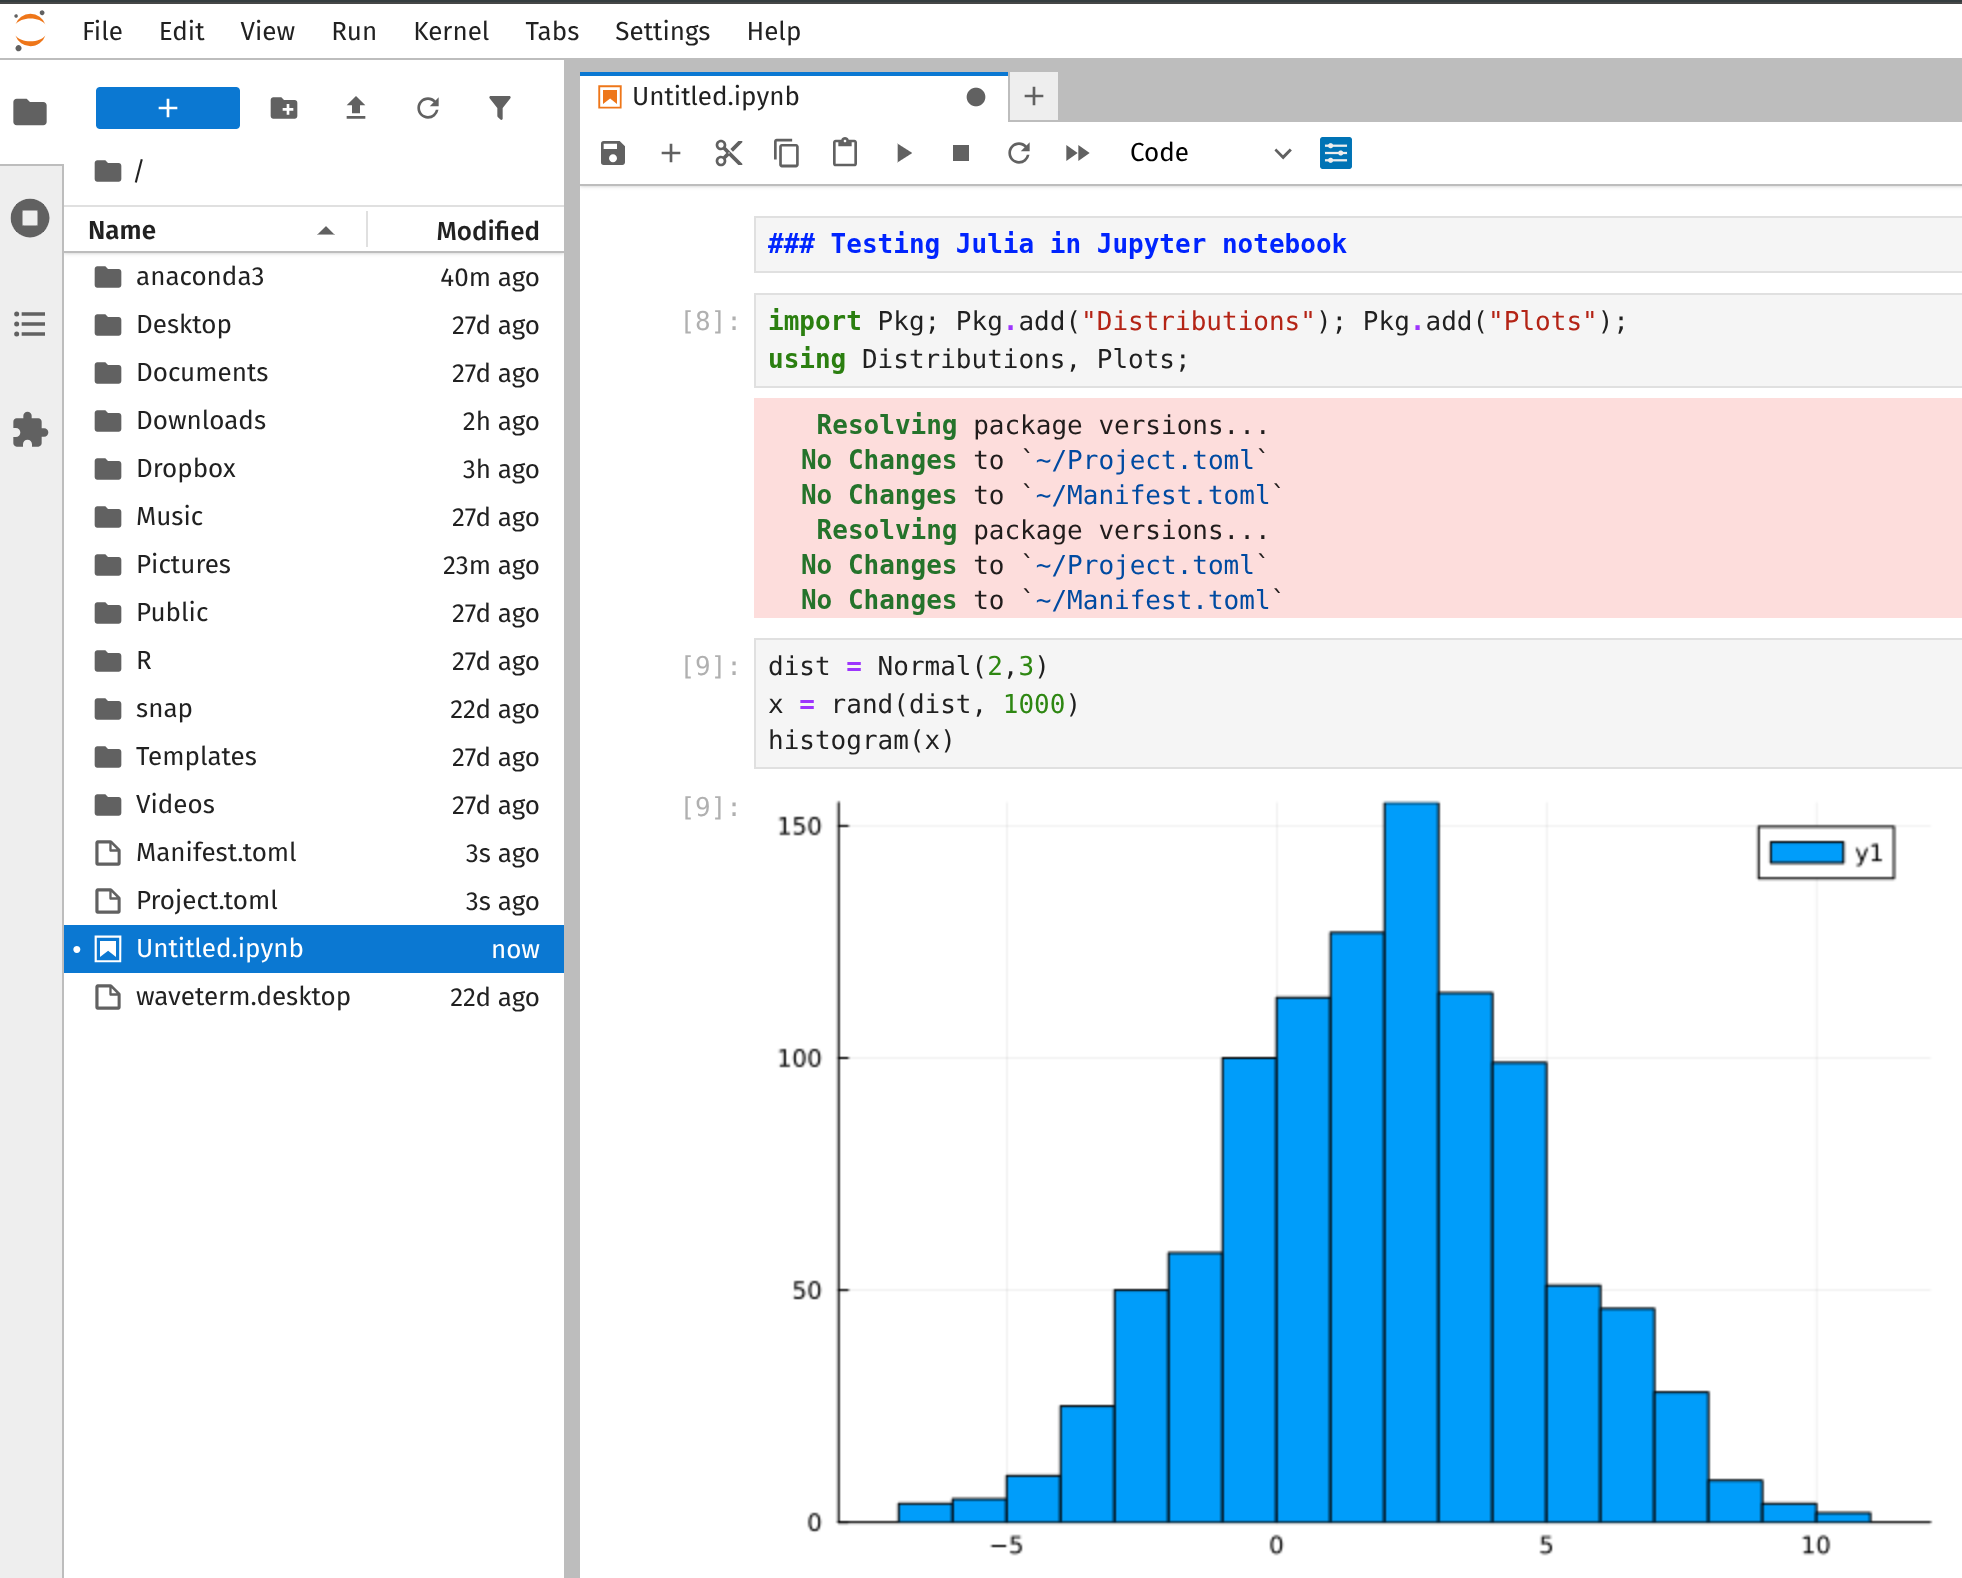 File Edit View Run Kernel Tabs Settings Help
+
/
Name Modified
anaconda3 40m ago
Desktop 27d ago
Documents 27d ago
Downloads 2h ago
Dropbox 3h ago
Music 27d ago
Pictures 23m ago
Public 27d ago
R 27d ago
snap 22d ago
Templates 27d ago
Videos 27d ago
Manifest.toml 3s ago
Project.toml 3s ago
• Untitled.ipynb now
waveterm.desktop 22d ago
Untitled.ipynb
Code
### Testing Julia in Jupyter notebook
[8]: import Pkg; Pkg.add("Distributions"); Pkg.add("Plots");
using Distributions, Plots;
Resolving package versions...
No Changes to `~/Project.toml`
No Changes to `~/Manifest.toml`
Resolving package versions...
No Changes to `~/Project.toml`
No Changes to `~/Manifest.toml`
[9]: dist = Normal(2,3)
x = rand(dist, 1000)
histogram(x)
[9]:
150
100
50
0
−5 0 5 10
y1